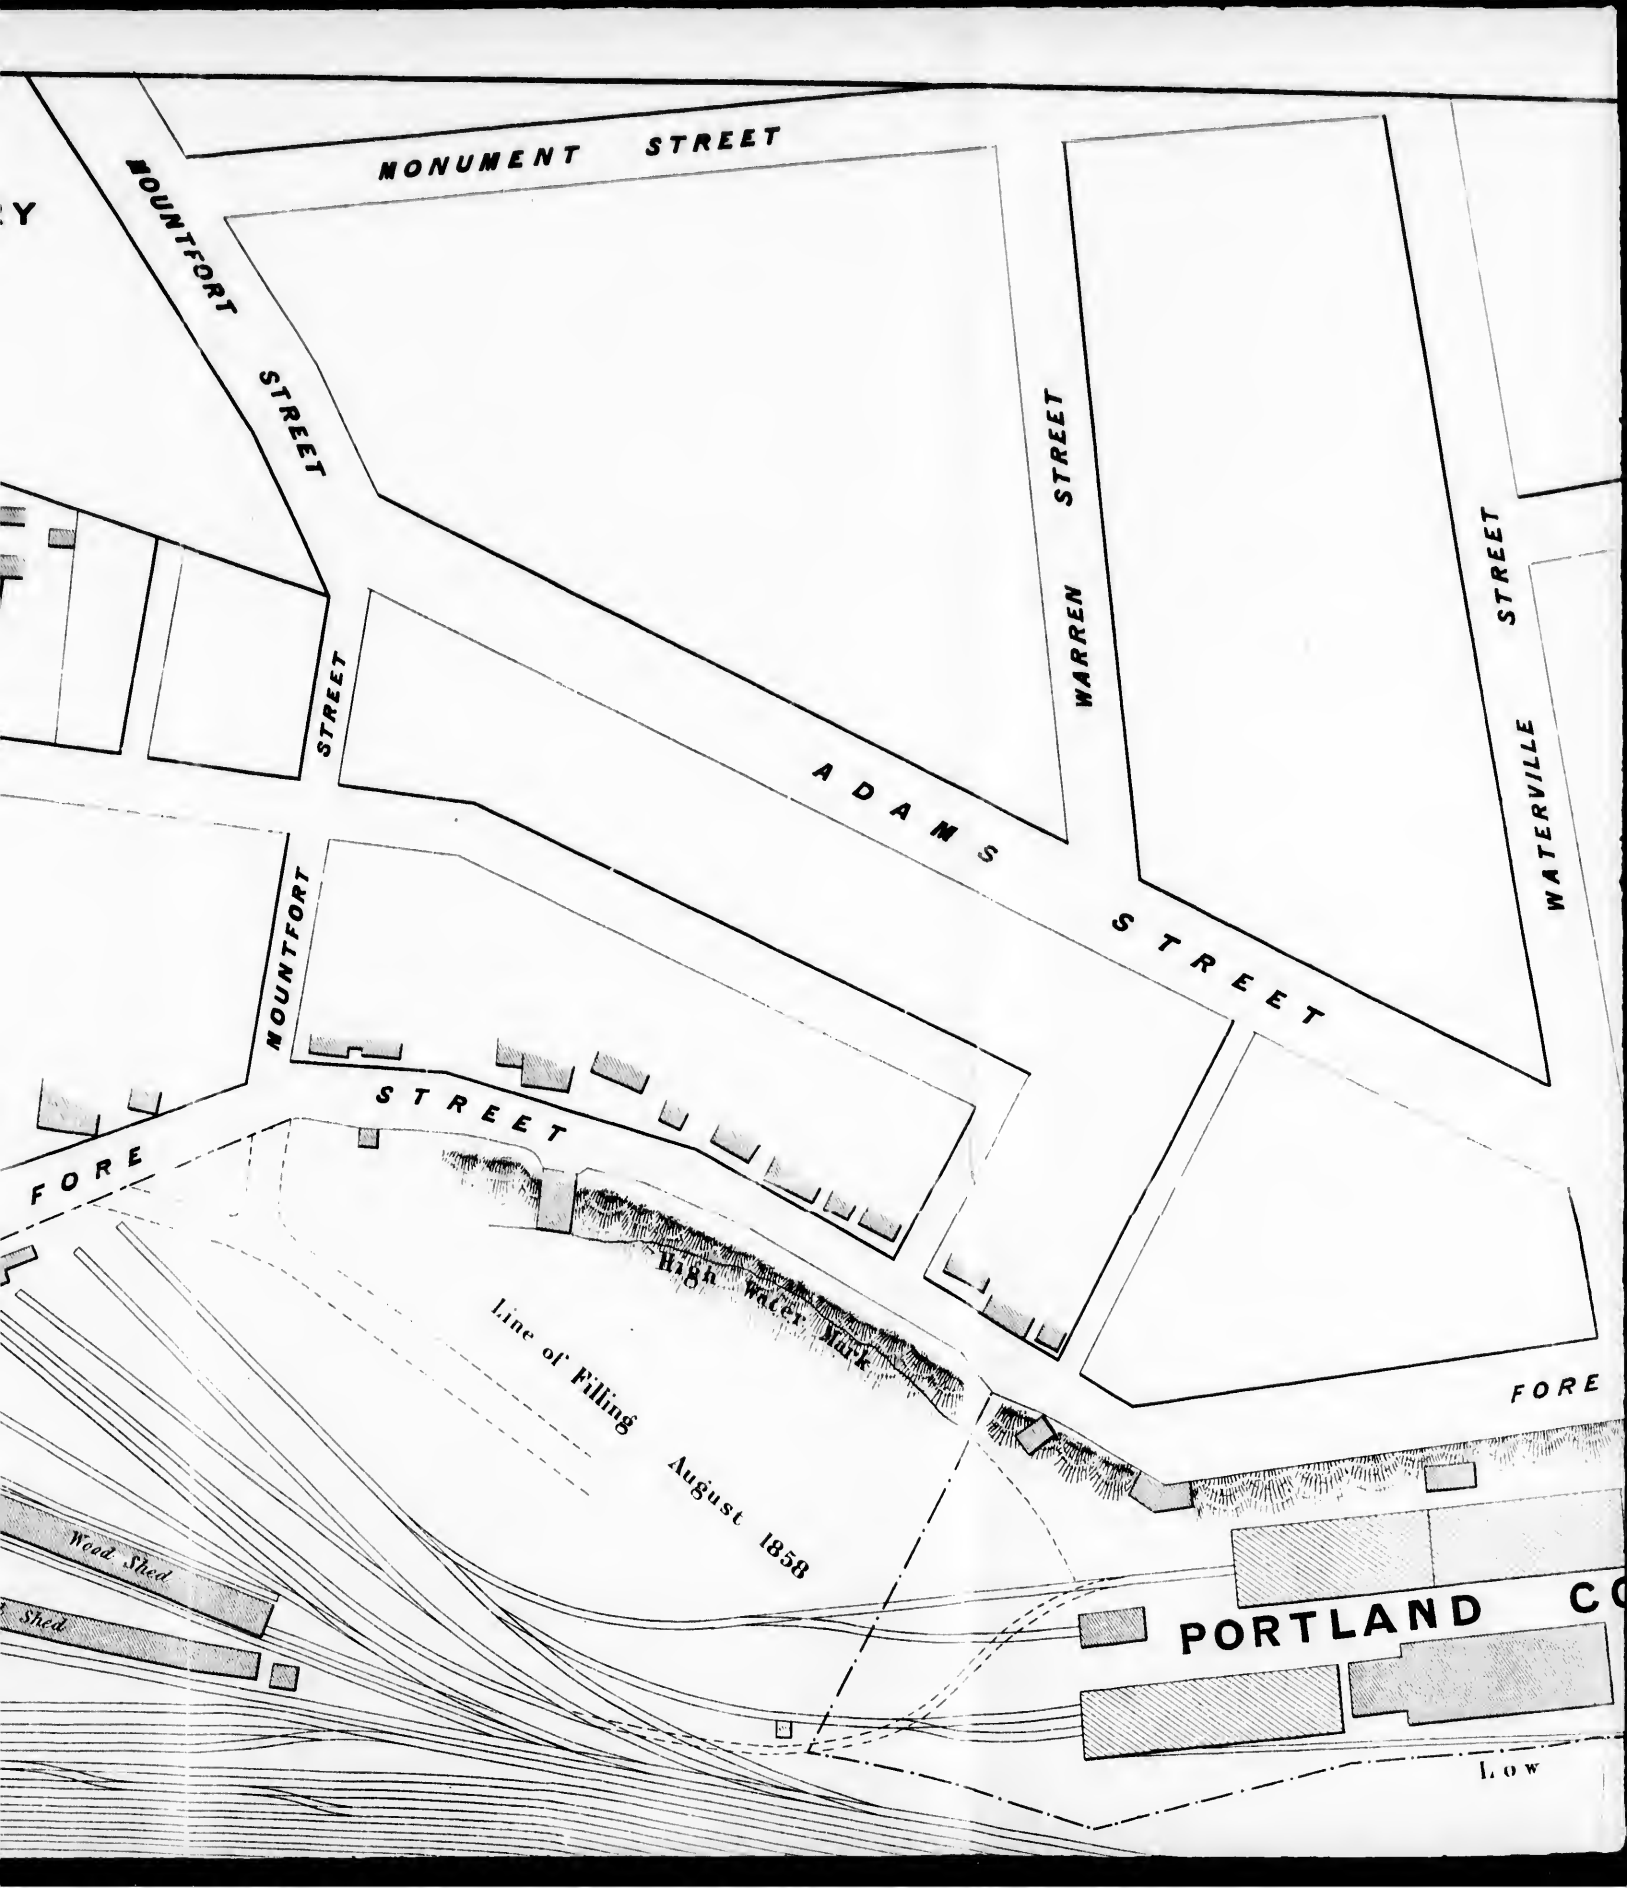 MONUMENT STREET
MOUNTFORT STREET
WARREN STREET
WATERVILLE STREET
ADAMS STREET
MOUNTFORT STREET
FORE STREET
High Water Mark
Line of Filling August 1858
FORE
Wood Shed
Shed
PORTLAND
Low